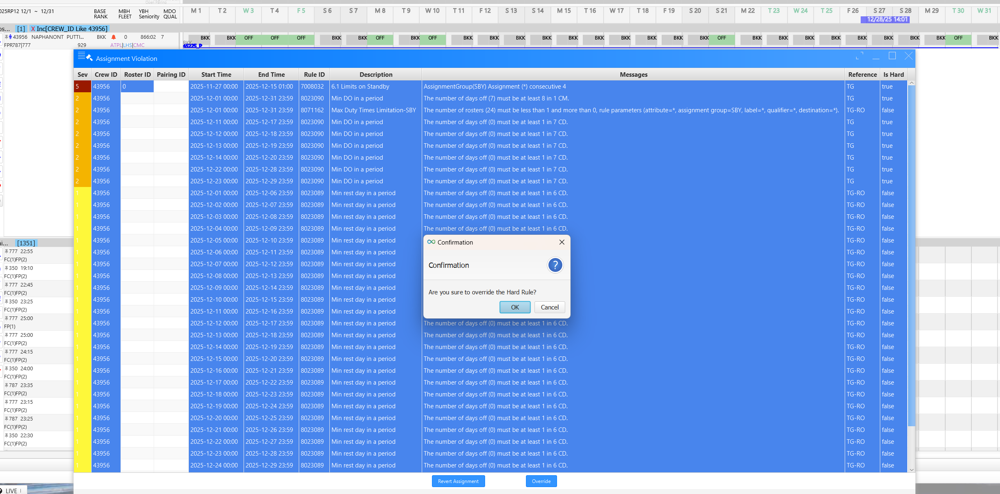 Open Pairing
025RP12 12/1 ~ 12/31
BASE MBH YBH MDO
RANK FLEET Seniority QUAL
M 1 T 2 W 3 T 4 F 5 S 6 S 7 M 8 T 9 W 10 T 11 F 12 S 13 S 14 M 15 T 16 W 17 T 18 F 19 S 20 S 21 M 22 T 23 W 24 T 25 F 26 S 27 S 28 M 29 T 30 W 31
12/28/25 14:01
os... [1] X Inc[CREW_ID Like 43956]
43956 NAPHANONT PUTTI... BKK 0 866:02 7
FPR787|777 929 ATPL|LHS|CMC
BKK BKK OFF OFF OFF BKK BKK OFF BKK OFF BKK BKK BKK BKK BKK BKK BKK BKK BKK BKK OFF BKK BKK BKK BKK BKK BKK BKK BKK OFF BKK
BKK
45225_P
Assignment Violation
Sev Crew ID Roster ID Pairing ID Start Time End Time Rule ID Description Messages Reference Is Hard
5 43956 0 2025-11-27 00:00 2025-12-15 01:00 7008032 6.1 Limits on Standby AssignmentGroup(SBY) Assignment (*) consecutive 4 TG true
2 43956 2025-12-01 00:00 2025-12-31 23:59 8023090 Min DO in a period The number of days off (7) must be at least 8 in 1 CM. TG true
2 43956 2025-12-01 00:00 2025-12-31 23:59 8071162 Max Duty Times Limitation-SBY The number of rosters (24) must be less than 1 and more than 0, rule parameters (attribute=*, assignment group=SBY, label=*, qualifier=*, destination=*). TG-RO false
2 43956 2025-12-11 00:00 2025-12-17 23:59 8023090 Min DO in a period The number of days off (0) must be at least 1 in 7 CD. TG true
2 43956 2025-12-12 00:00 2025-12-18 23:59 8023090 Min DO in a period The number of days off (0) must be at least 1 in 7 CD. TG true
2 43956 2025-12-13 00:00 2025-12-19 23:59 8023090 Min DO in a period The number of days off (0) must be at least 1 in 7 CD. TG true
2 43956 2025-12-14 00:00 2025-12-20 23:59 8023090 Min DO in a period The number of days off (0) must be at least 1 in 7 CD. TG true
2 43956 2025-12-22 00:00 2025-12-28 23:59 8023090 Min DO in a period The number of days off (0) must be at least 1 in 7 CD. TG true
2 43956 2025-12-23 00:00 2025-12-29 23:59 8023090 Min DO in a period The number of days off (0) must be at least 1 in 7 CD. TG true
1 43956 2025-12-01 00:00 2025-12-06 23:59 8023089 Min rest day in a period The number of days off (0) must be at least 1 in 6 CD. TG-RO false
1 43956 2025-12-02 00:00 2025-12-07 23:59 8023089 Min rest day in a period The number of days off (0) must be at least 1 in 6 CD. TG-RO false
1 43956 2025-12-03 00:00 2025-12-08 23:59 8023089 Min rest day in a period The number of days off (0) must be at least 1 in 6 CD. TG-RO false
1 43956 2025-12-04 00:00 2025-12-09 23:59 8023089 Min rest day in a period The number of days off (0) must be at least 1 in 6 CD. TG-RO false
1 43956 2025-12-05 00:00 2025-12-10 23:59 8023089 Min rest day in a period TG-RO false
1 43956 2025-12-06 00:00 2025-12-11 23:59 8023089 Min rest day in a period TG-RO false
1 43956 2025-12-07 00:00 2025-12-12 23:59 8023089 Min rest day in a period TG-RO false
1 43956 2025-12-08 00:00 2025-12-13 23:59 8023089 Min rest day in a period TG-RO false
1 43956 2025-12-09 00:00 2025-12-14 23:59 8023089 Min rest day in a period TG-RO false
1 43956 2025-12-10 00:00 2025-12-15 23:59 8023089 Min rest day in a period TG-RO false
1 43956 2025-12-11 00:00 2025-12-16 23:59 8023089 Min rest day in a period TG-RO false
1 43956 2025-12-12 00:00 2025-12-17 23:59 8023089 Min rest day in a period The number of days off (0) must be at least 1 in 6 CD. TG-RO false
1 43956 2025-12-13 00:00 2025-12-18 23:59 8023089 Min rest day in a period The number of days off (0) must be at least 1 in 6 CD. TG-RO false
1 43956 2025-12-14 00:00 2025-12-19 23:59 8023089 Min rest day in a period The number of days off (0) must be at least 1 in 6 CD. TG-RO false
1 43956 2025-12-15 00:00 2025-12-20 23:59 8023089 Min rest day in a period The number of days off (0) must be at least 1 in 6 CD. TG-RO false
1 43956 2025-12-16 00:00 2025-12-21 23:59 8023089 Min rest day in a period The number of days off (0) must be at least 1 in 6 CD. TG-RO false
1 43956 2025-12-17 00:00 2025-12-22 23:59 8023089 Min rest day in a period The number of days off (0) must be at least 1 in 6 CD. TG-RO false
1 43956 2025-12-18 00:00 2025-12-23 23:59 8023089 Min rest day in a period The number of days off (0) must be at least 1 in 6 CD. TG-RO false
1 43956 2025-12-19 00:00 2025-12-24 23:59 8023089 Min rest day in a period The number of days off (0) must be at least 1 in 6 CD. TG-RO false
1 43956 2025-12-20 00:00 2025-12-25 23:59 8023089 Min rest day in a period The number of days off (0) must be at least 1 in 6 CD. TG-RO false
1 43956 2025-12-21 00:00 2025-12-26 23:59 8023089 Min rest day in a period The number of days off (0) must be at least 1 in 6 CD. TG-RO false
1 43956 2025-12-22 00:00 2025-12-27 23:59 8023089 Min rest day in a period The number of days off (0) must be at least 1 in 6 CD. TG-RO false
1 43956 2025-12-23 00:00 2025-12-28 23:59 8023089 Min rest day in a period The number of days off (0) must be at least 1 in 6 CD. TG-RO false
1 43956 2025-12-24 00:00 2025-12-29 23:59 8023089 Min rest day in a period The number of days off (0) must be at least 1 in 6 CD. TG-RO false
Revert Assignment Override
Confirmation
Confirmation
?
Are you sure to override the Hard Rule?
OK Cancel
ai... [1351]
777 22:55
FC(1)FP(2)
350 19:10
FC(1)FP(2)
777 22:45
FC(1)FP(2)
350 23:25
FC(1)FP(2)
777 25:00
FP(1)
777 25:00
FC(1)FP(2)
777 24:15
FC(1)FP(2)
350 24:00
FC(1)FP(2)
787 23:35
FC(1)FP(2)
777 23:15
FC(1)FP(2)
787 23:25
FC(1)FP(2)
350 22:30
FC(1)FP(2)
LIVE